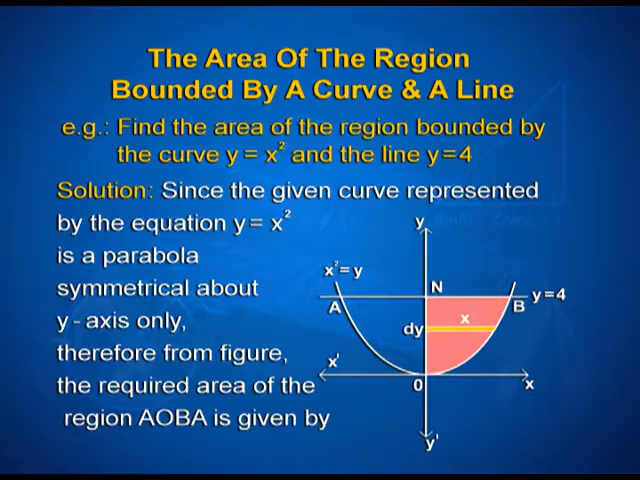 The Area Of The Region
Bounded By A Curve & A Line
e.g.: Find the area of the region bounded by
the curve y = x² and the line y=4
Solution: Since the given curve represented
by the equation y = x²
is a parabola
symmetrical about
y-axis only,
therefore from figure,
the required area of the
region AOBA is given by
y
x²=y
N
y=4
A
B
x
dy
x'
0
x
y'